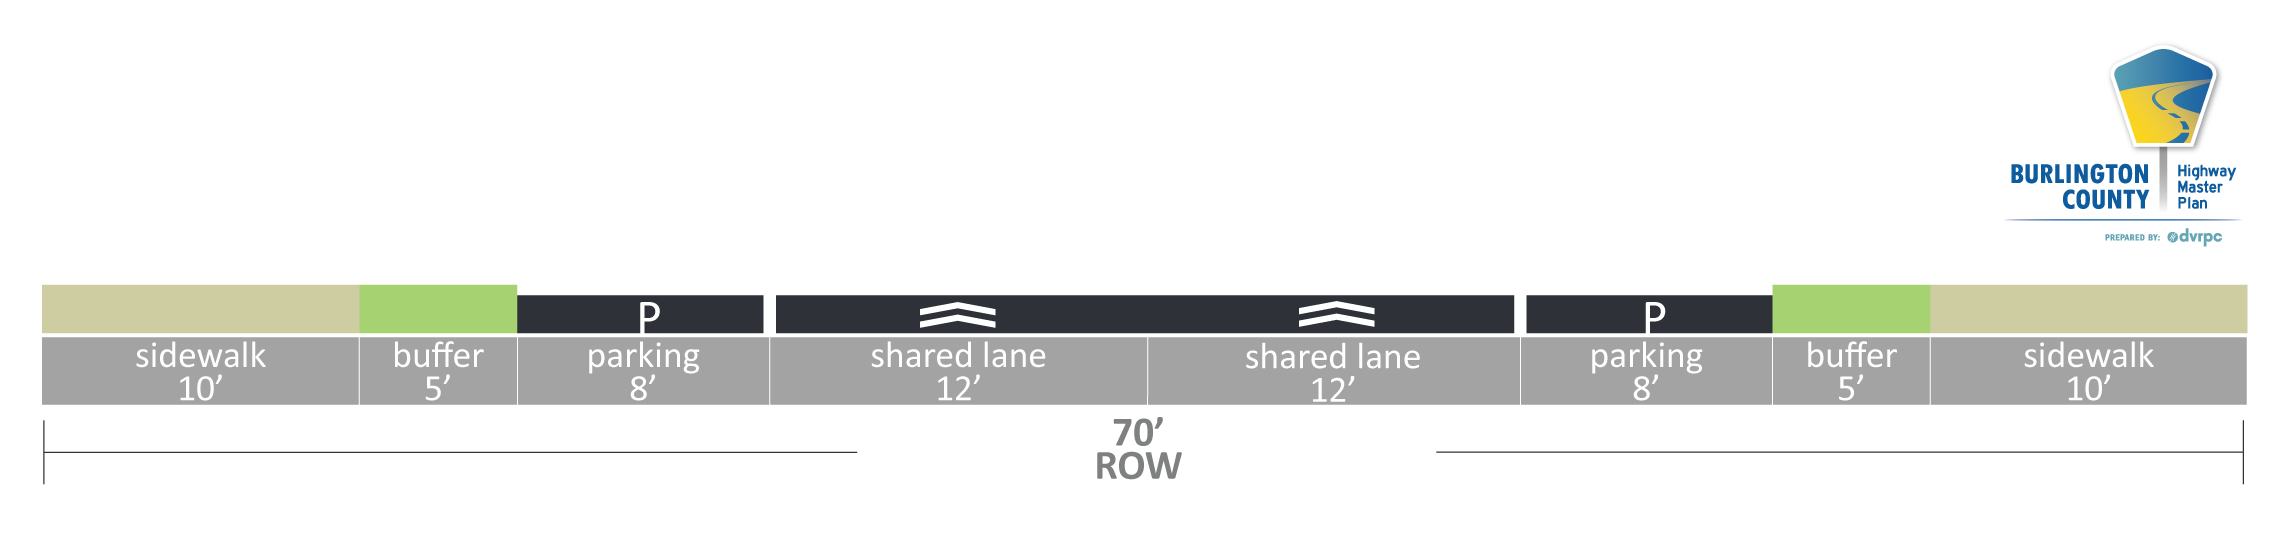 BURLINGTON
COUNTY
Highway
Master
Plan
PREPARED BY: dvrpc
P
P
sidewalk
10’
buffer
5’
parking
8’
shared lane
12’
shared lane
12’
parking
8’
buffer
5’
sidewalk
10’
70’
ROW